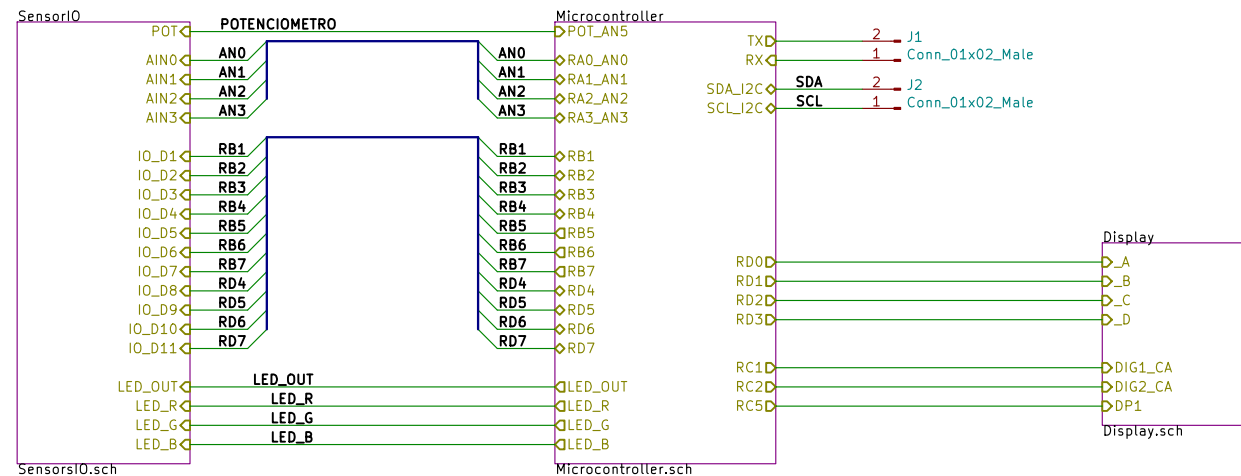 SensorIO
Microcontroller
POT POTENCIOMETRO POT_AN5
TX 2 J1
AIN0 AN0 AN0 RA0_AN0
RX 1 Conn_01x02_Male
AIN1 AN1 AN1 RA1_AN1
SDA_I2C SDA 2 J2
AIN2 AN2 AN2 RA2_AN2
SCL_I2C SCL 1 Conn_01x02_Male
AIN3 AN3 AN3 RA3_AN3
IO_D1 RB1 RB1 RB1
IO_D2 RB2 RB2 RB2
IO_D3 RB3 RB3 RB3
IO_D4 RB4 RB4 RB4
IO_D5 RB5 RB5 RB5
Display
IO_D6 RB6 RB6 RB6
RD0 _A
IO_D7 RB7 RB7 RB7
RD1 _B
IO_D8 RD4 RD4 RD4
RD2 _C
IO_D9 RD5 RD5 RD5
RD3 _D
IO_D10 RD6 RD6 RD6
IO_D11 RD7 RD7 RD7
RC1 DIG1_CA
LED_OUT LED_OUT LED_OUT
RC2 DIG2_CA
LED_R LED_R LED_R
RC5 DP1
LED_G LED_G LED_G
Display.sch
LED_B LED_B LED_B
SensorsIO.sch
Microcontroller.sch